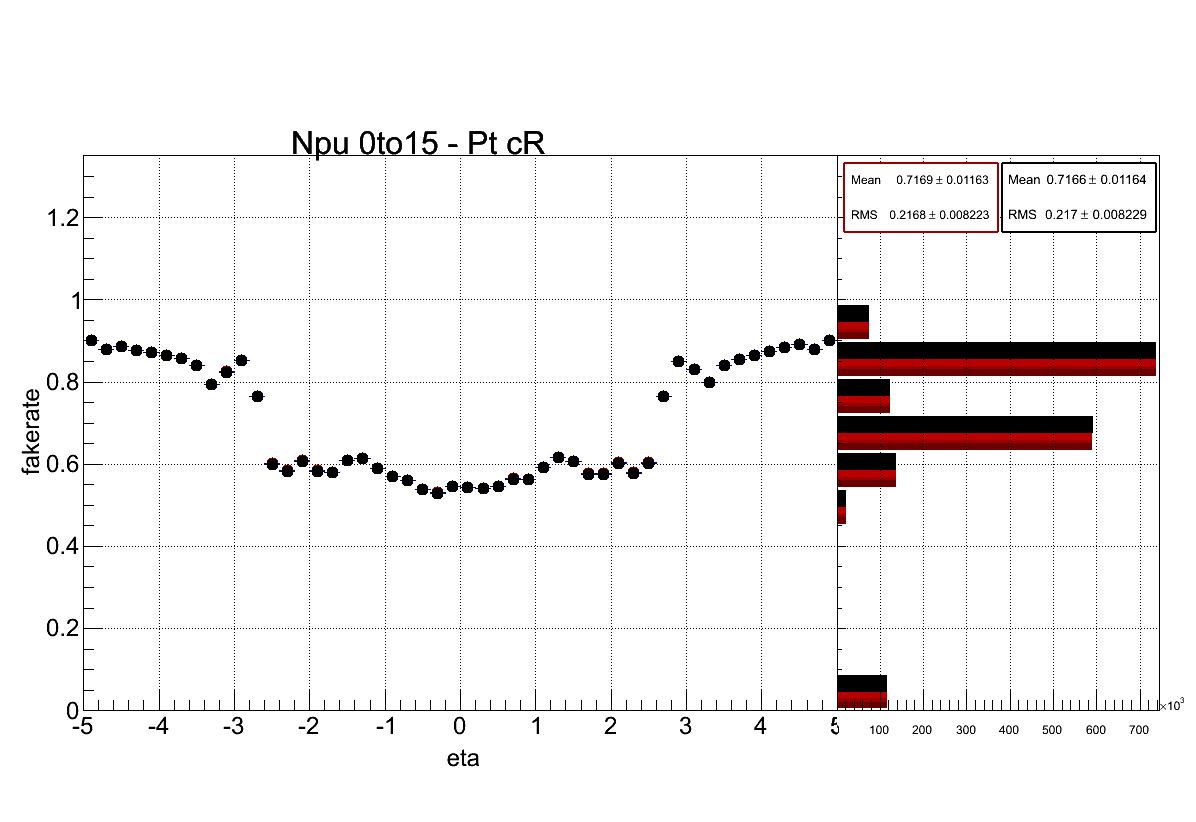 Npu 0to15 - Pt cR
Mean 0.7169 ± 0.01163
RMS 0.2168 ± 0.008223
Mean 0.7166 ± 0.01164
RMS 0.217 ± 0.008229
fakerate
1.2
1
0.8
0.6
0.4
0.2
0
-5 -4 -3 -2 -1 0 1 2 3 4 5
eta
0 100 200 300 400 500 600 700
×10³